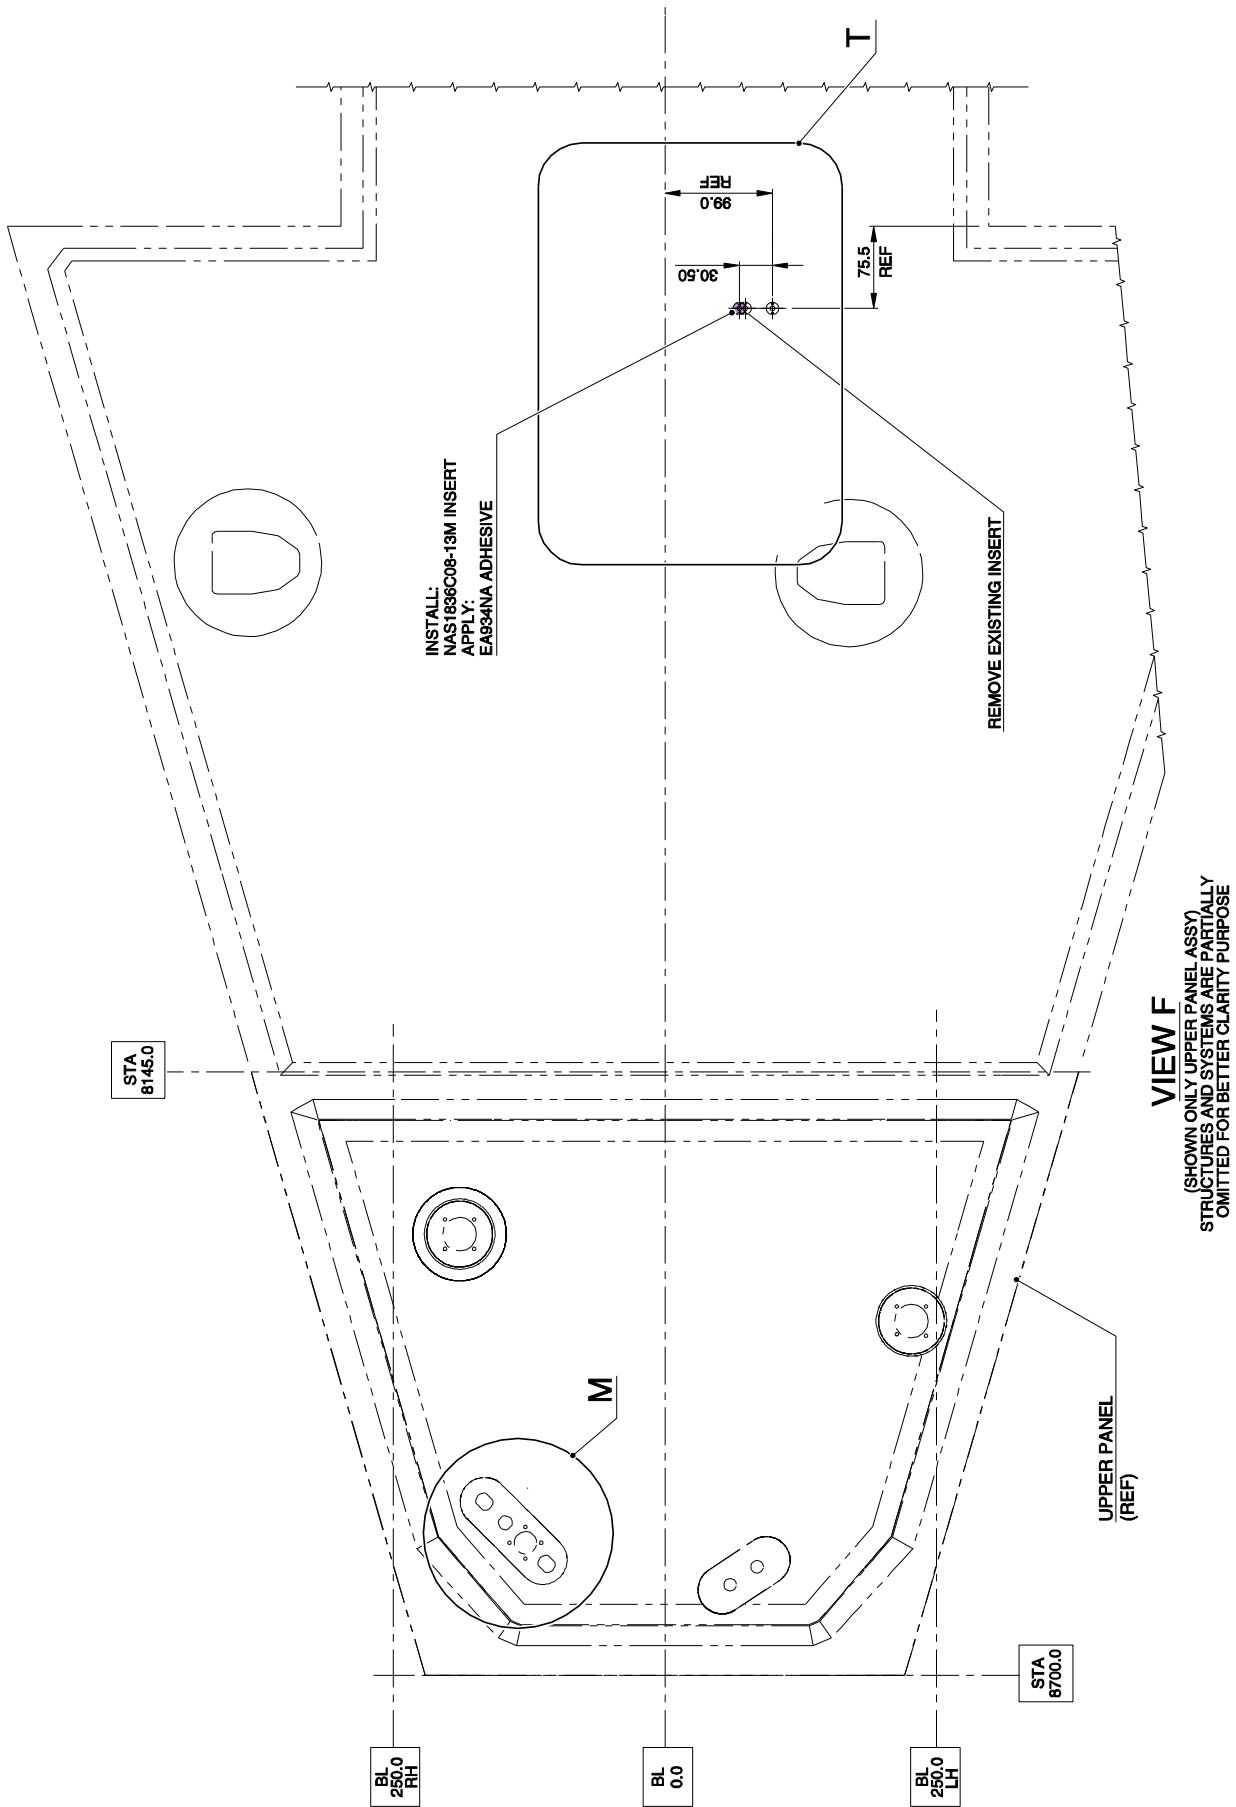 T
99.0
REF
30.50
75.5
REF
INSTALL:
NAS1836C08-13M INSERT
APPLY:
EA934NA ADHESIVE
REMOVE EXISTING INSERT
STA
8145.0
M
UPPER PANEL
(REF)
STA
8700.0
BL
250.0
RH
BL
0.0
BL
250.0
LH
VIEW F
(SHOWN ONLY UPPER PANEL ASSY)
STRUCTURES AND SYSTEMS ARE PARTIALLY
OMITTED FOR BETTER CLARITY PURPOSE